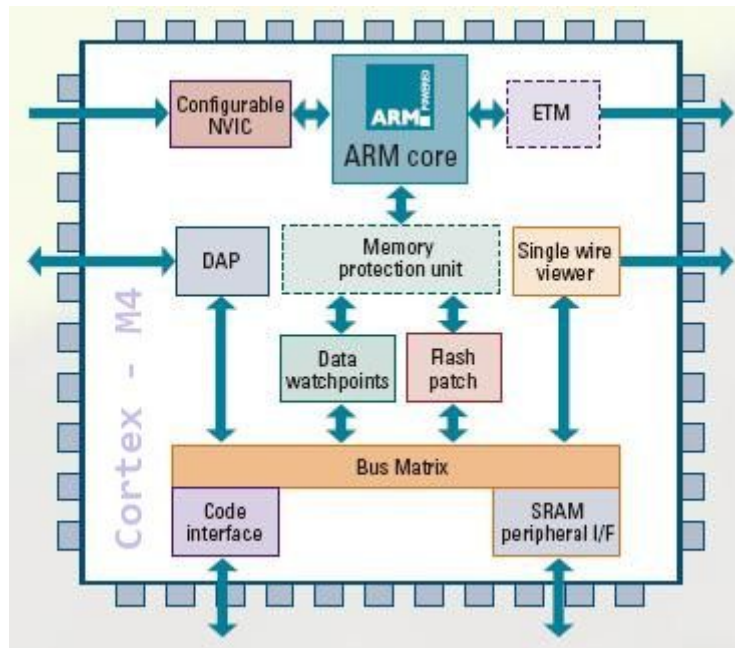 Configurable
NVIC
ARM POWERED
ARM core
ETM
DAP
Memory
protection unit
Single wire
viewer
Cortex - M4
Data
watchpoints
Flash
patch
Bus Matrix
Code
interface
SRAM
peripheral I/F